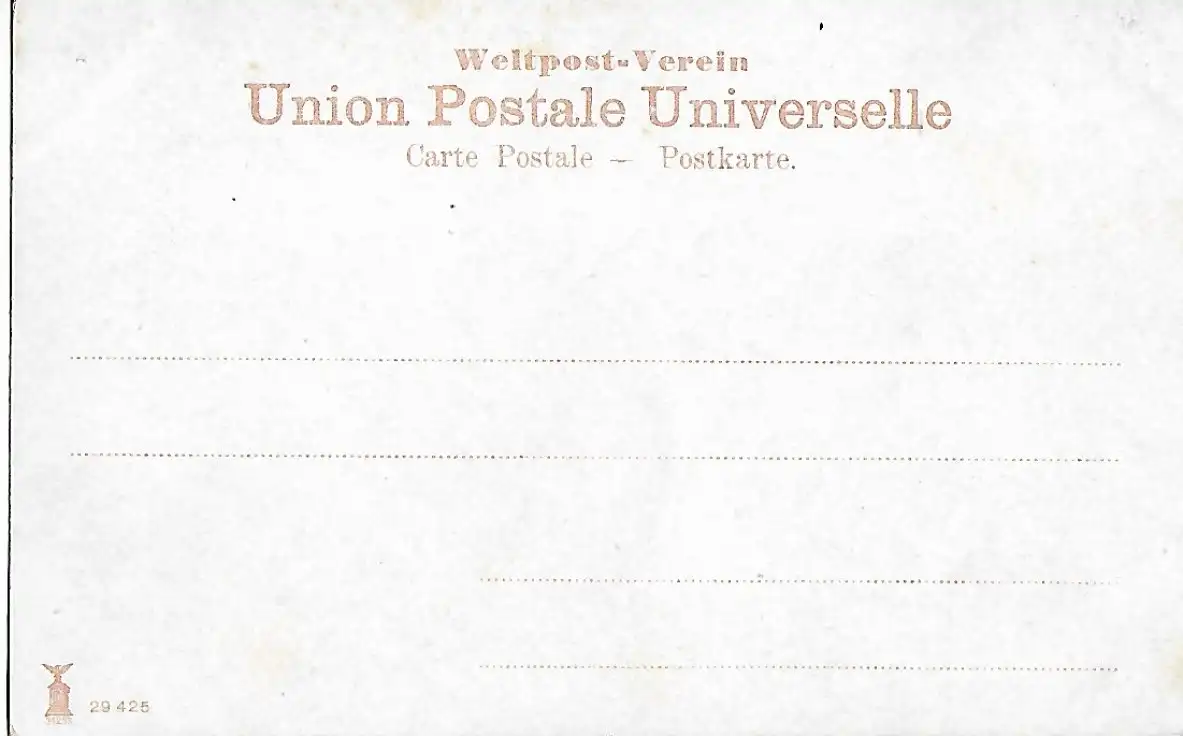 Weltpost-Verein
Union Postale Universelle
Carte Postale — Postkarte.
29 425